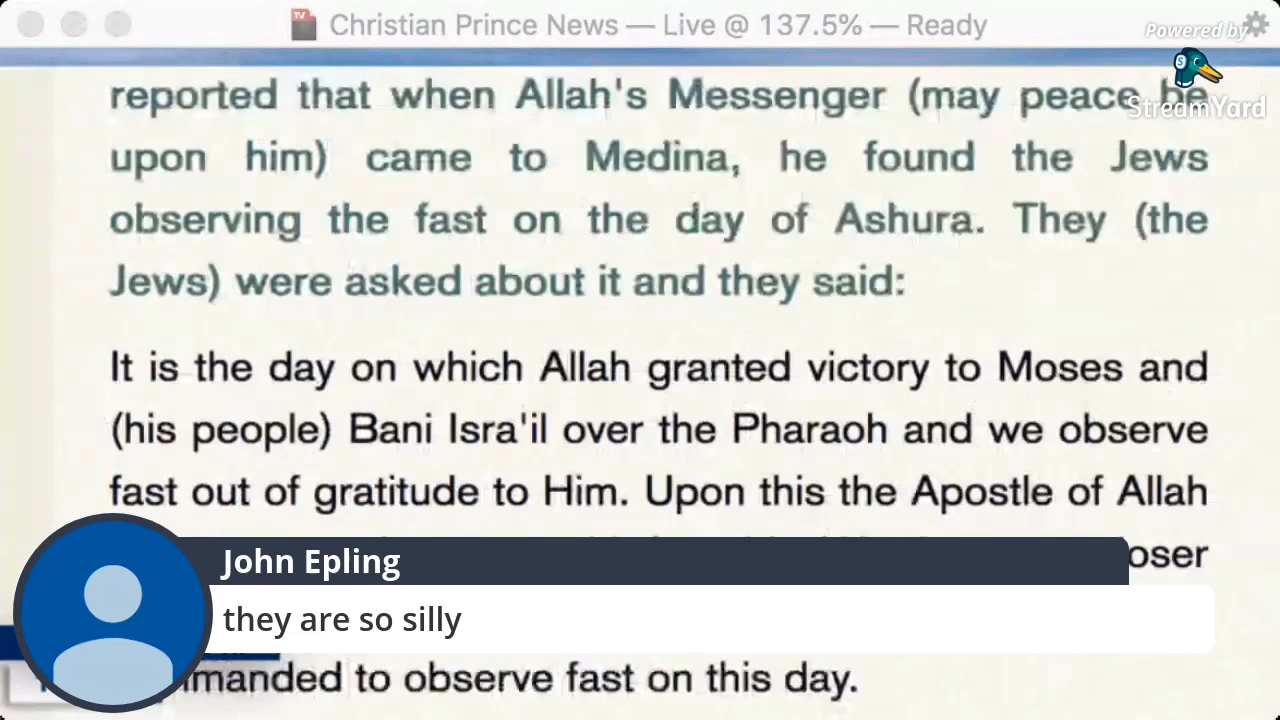 Christian Prince News — Live @ 137.5% — Ready
Powered by
StreamYard
reported that when Allah's Messenger (may peace be
upon him) came to Medina, he found the Jews
observing the fast on the day of Ashura. They (the
Jews) were asked about it and they said:
It is the day on which Allah granted victory to Moses and
(his people) Bani Isra'il over the Pharaoh and we observe
fast out of gratitude to Him. Upon this the Apostle of Allah
oser
John Epling
they are so silly
manded to observe fast on this day.